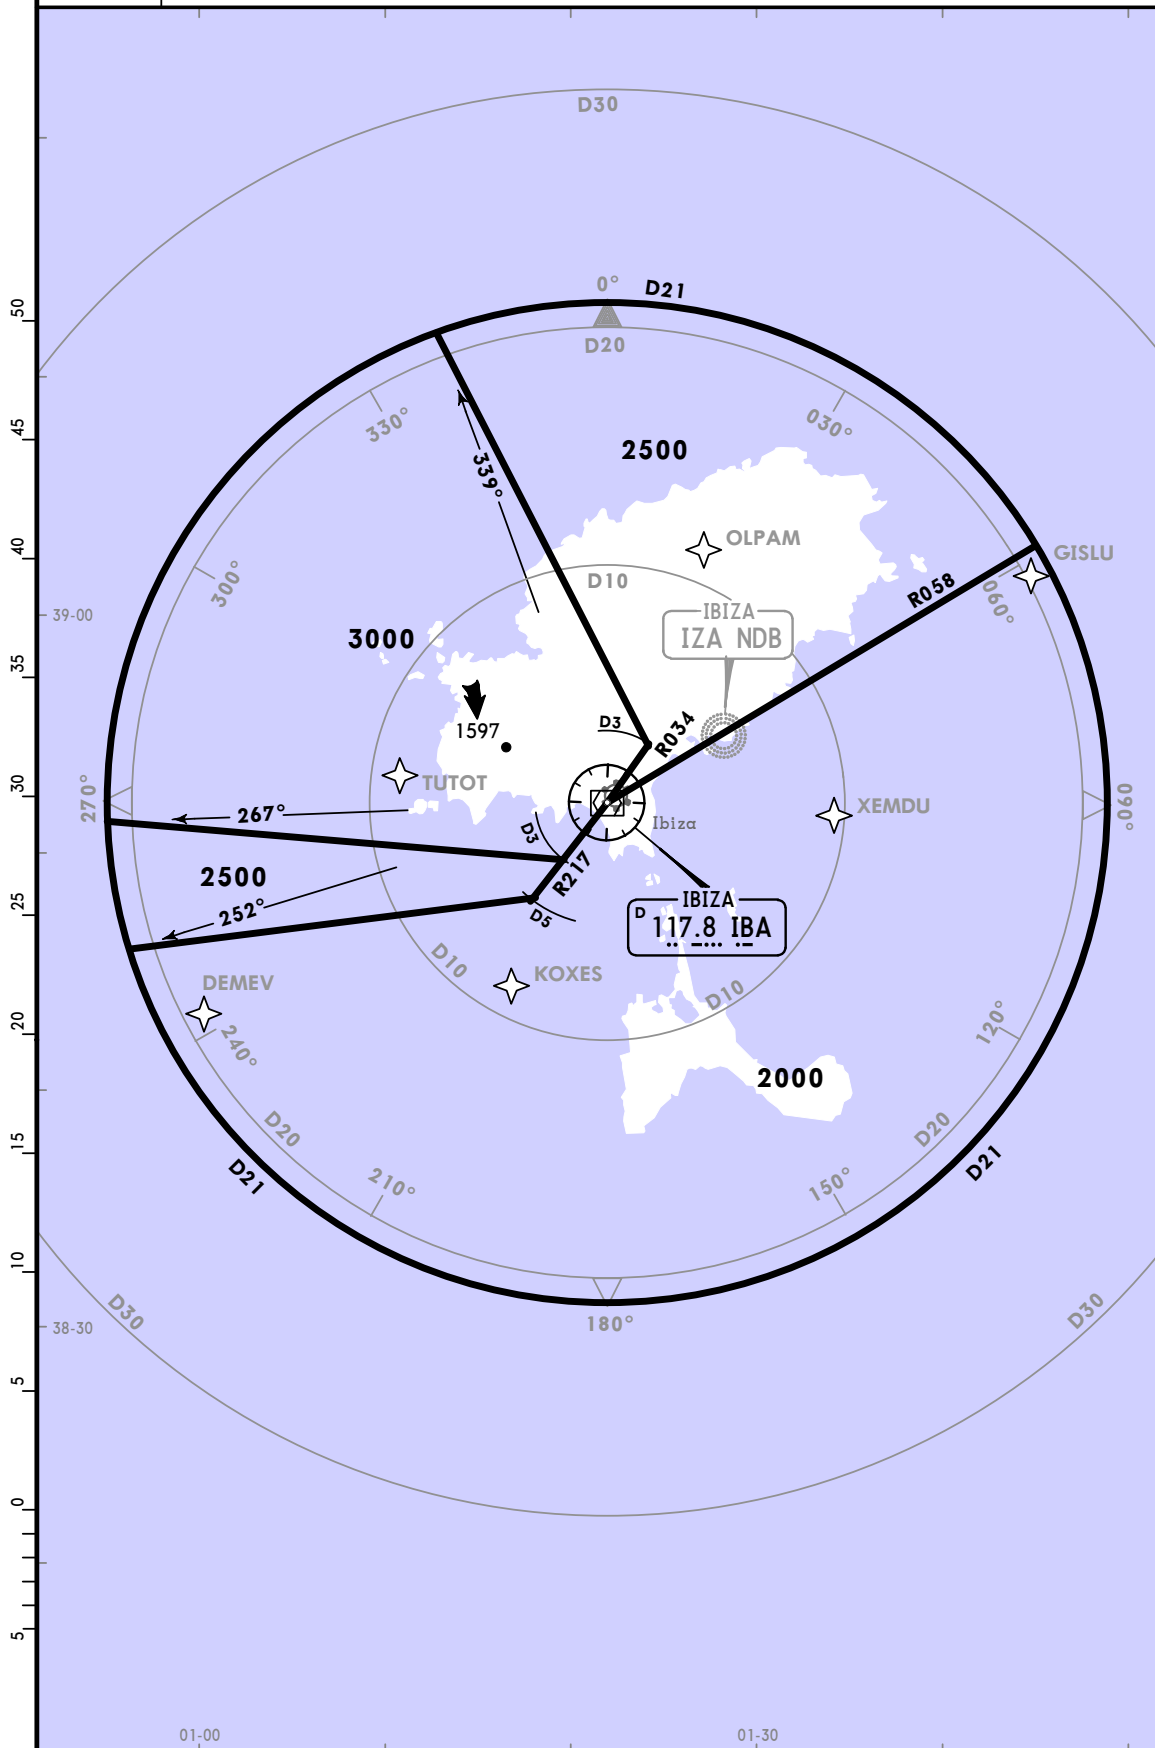 D30
0°
D21
D20
330°
030°
50
45
2500
339°
OLPAM
GISLU
40
D10
300°
060°
R058
39-00
IBIZA
IZA NDB
3000
35
1597
D3
R034
TUTOT
30
270°
XEMDU
090°
267°
D3
Ibiza
R217
2500
25
252°
D5
IBIZA
D 117.8 IBA
D10
KOXES
DEMEV
D10
20
240°
120°
2000
D20
D20
15
D21
D21
210°
150°
10
D30
D30
38-30
180°
5
0
5
01-00
01-30